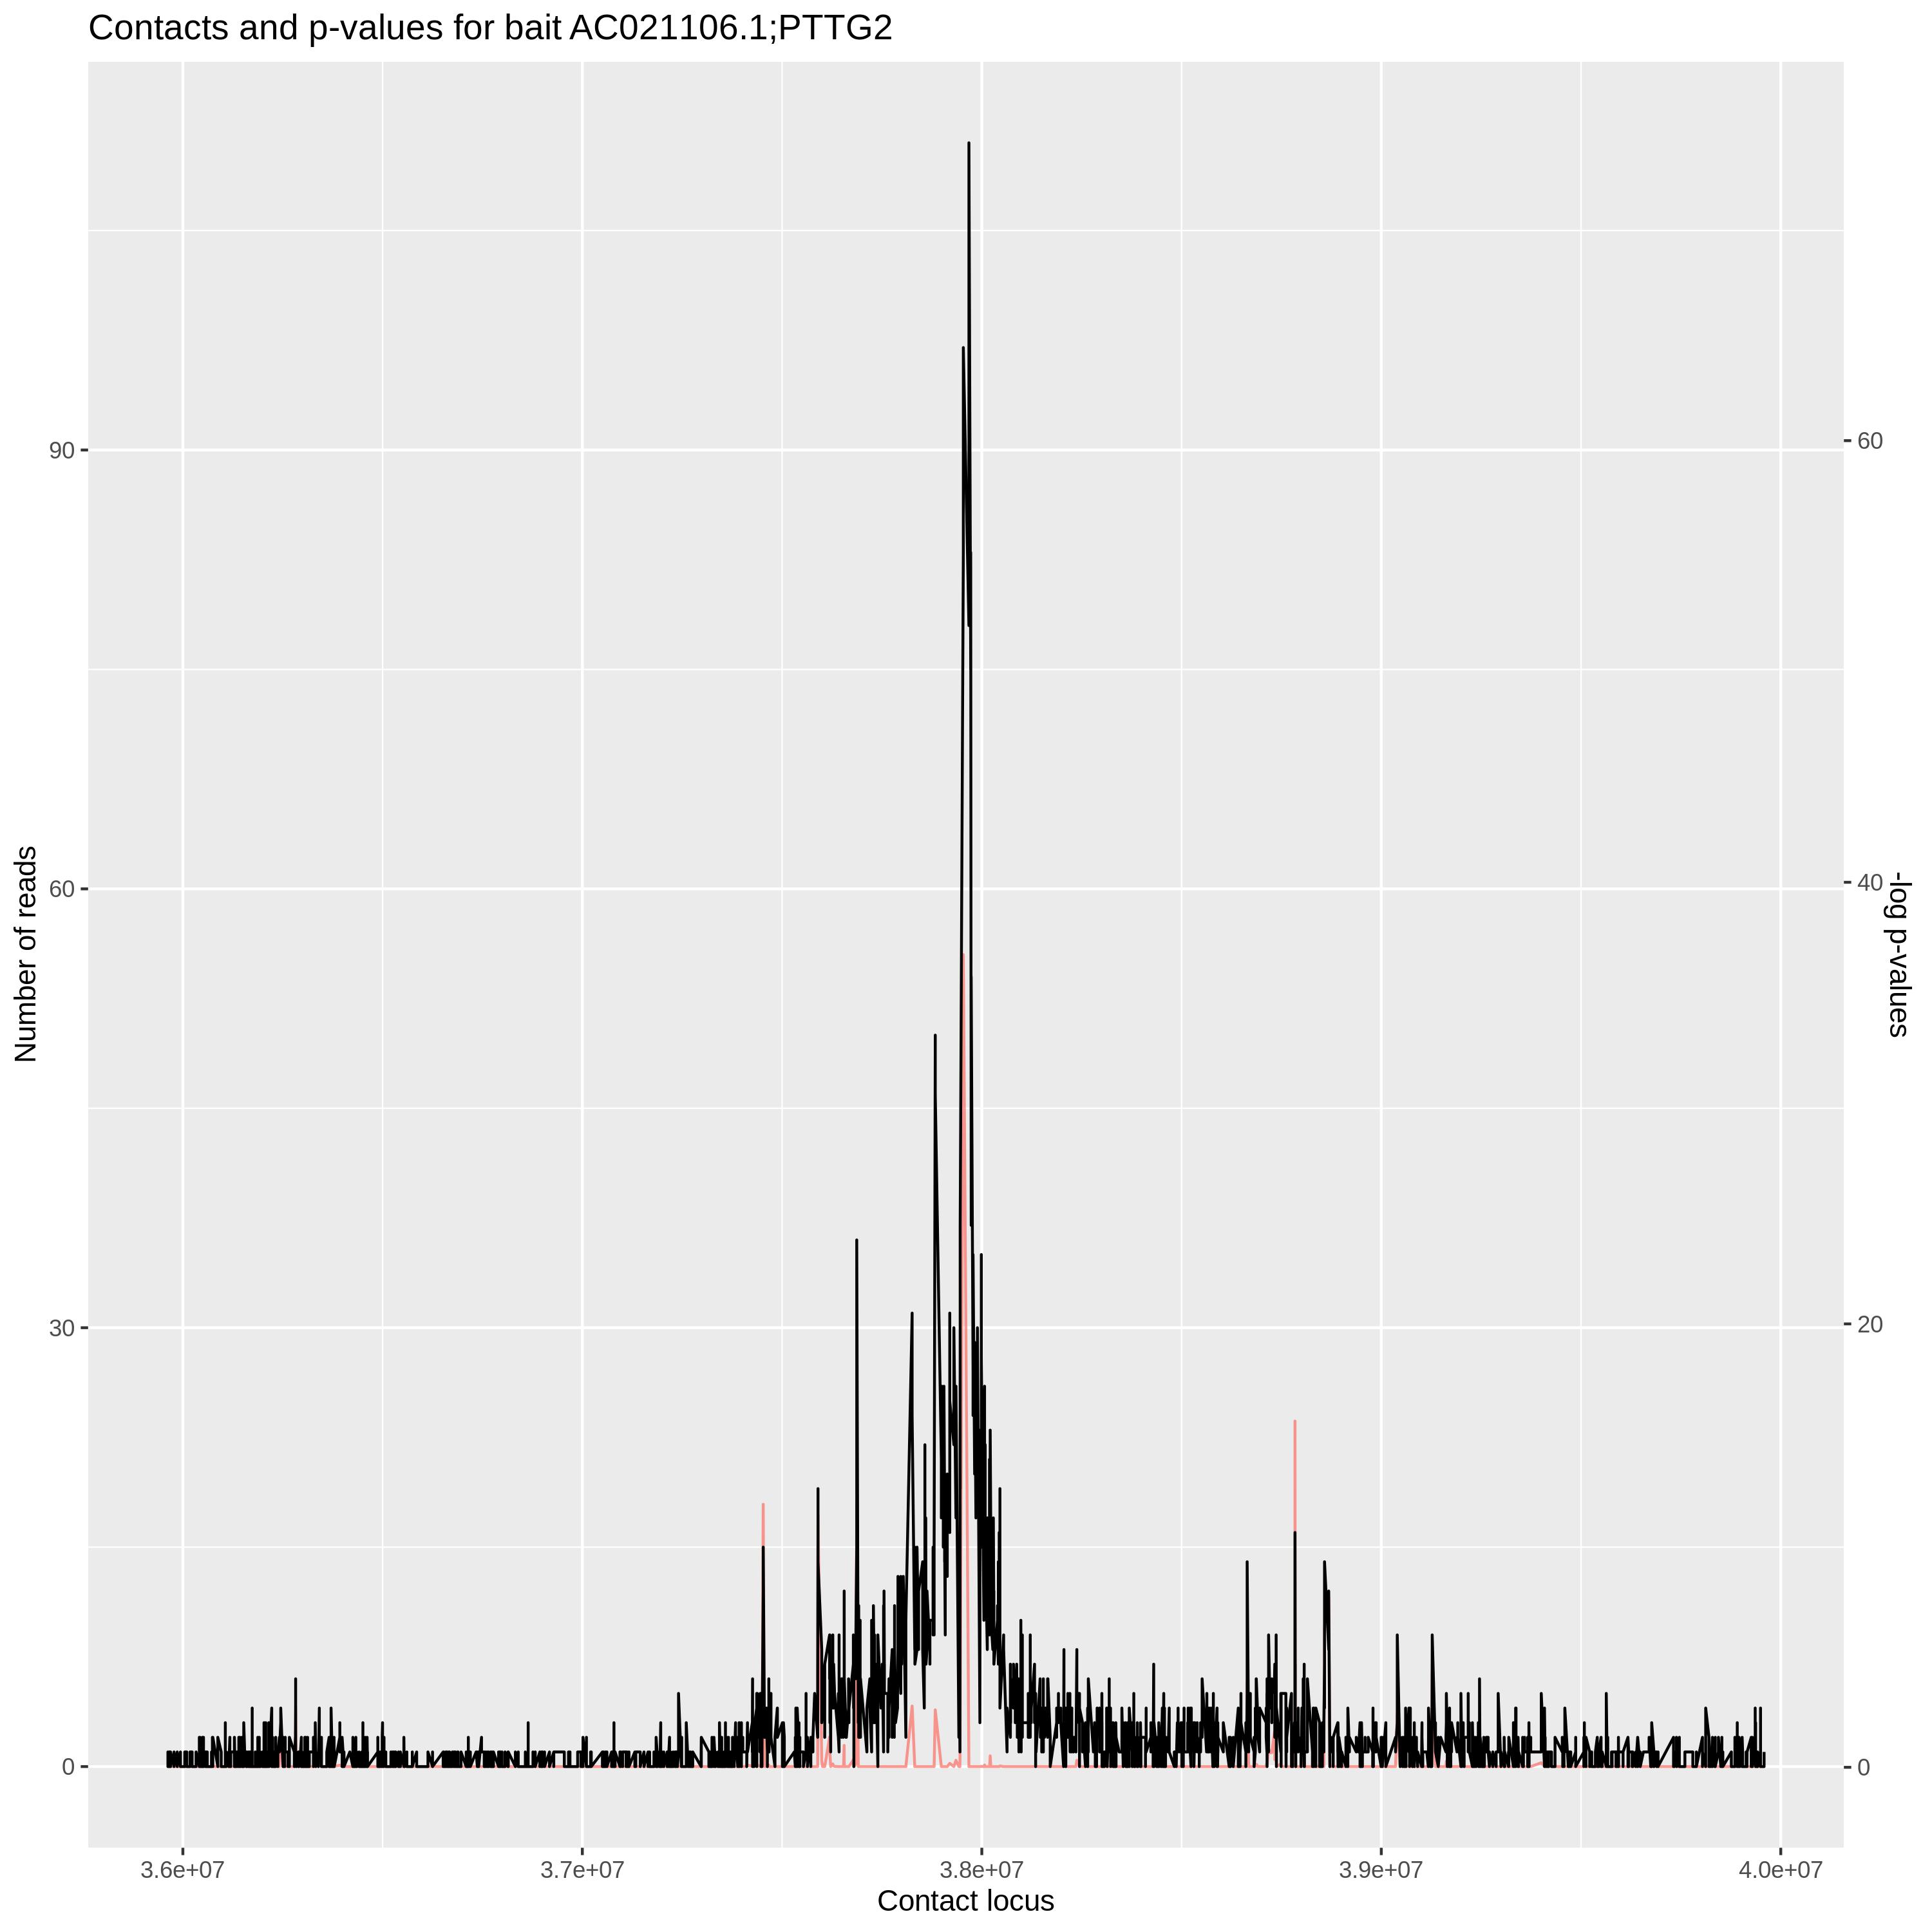 Contacts and p-values for bait AC021106.1;PTTG2
Number of reads
90
60
30
0
60
40
20
0
-log p-values
3.6e+07 3.7e+07 3.8e+07 3.9e+07 4.0e+07
Contact locus